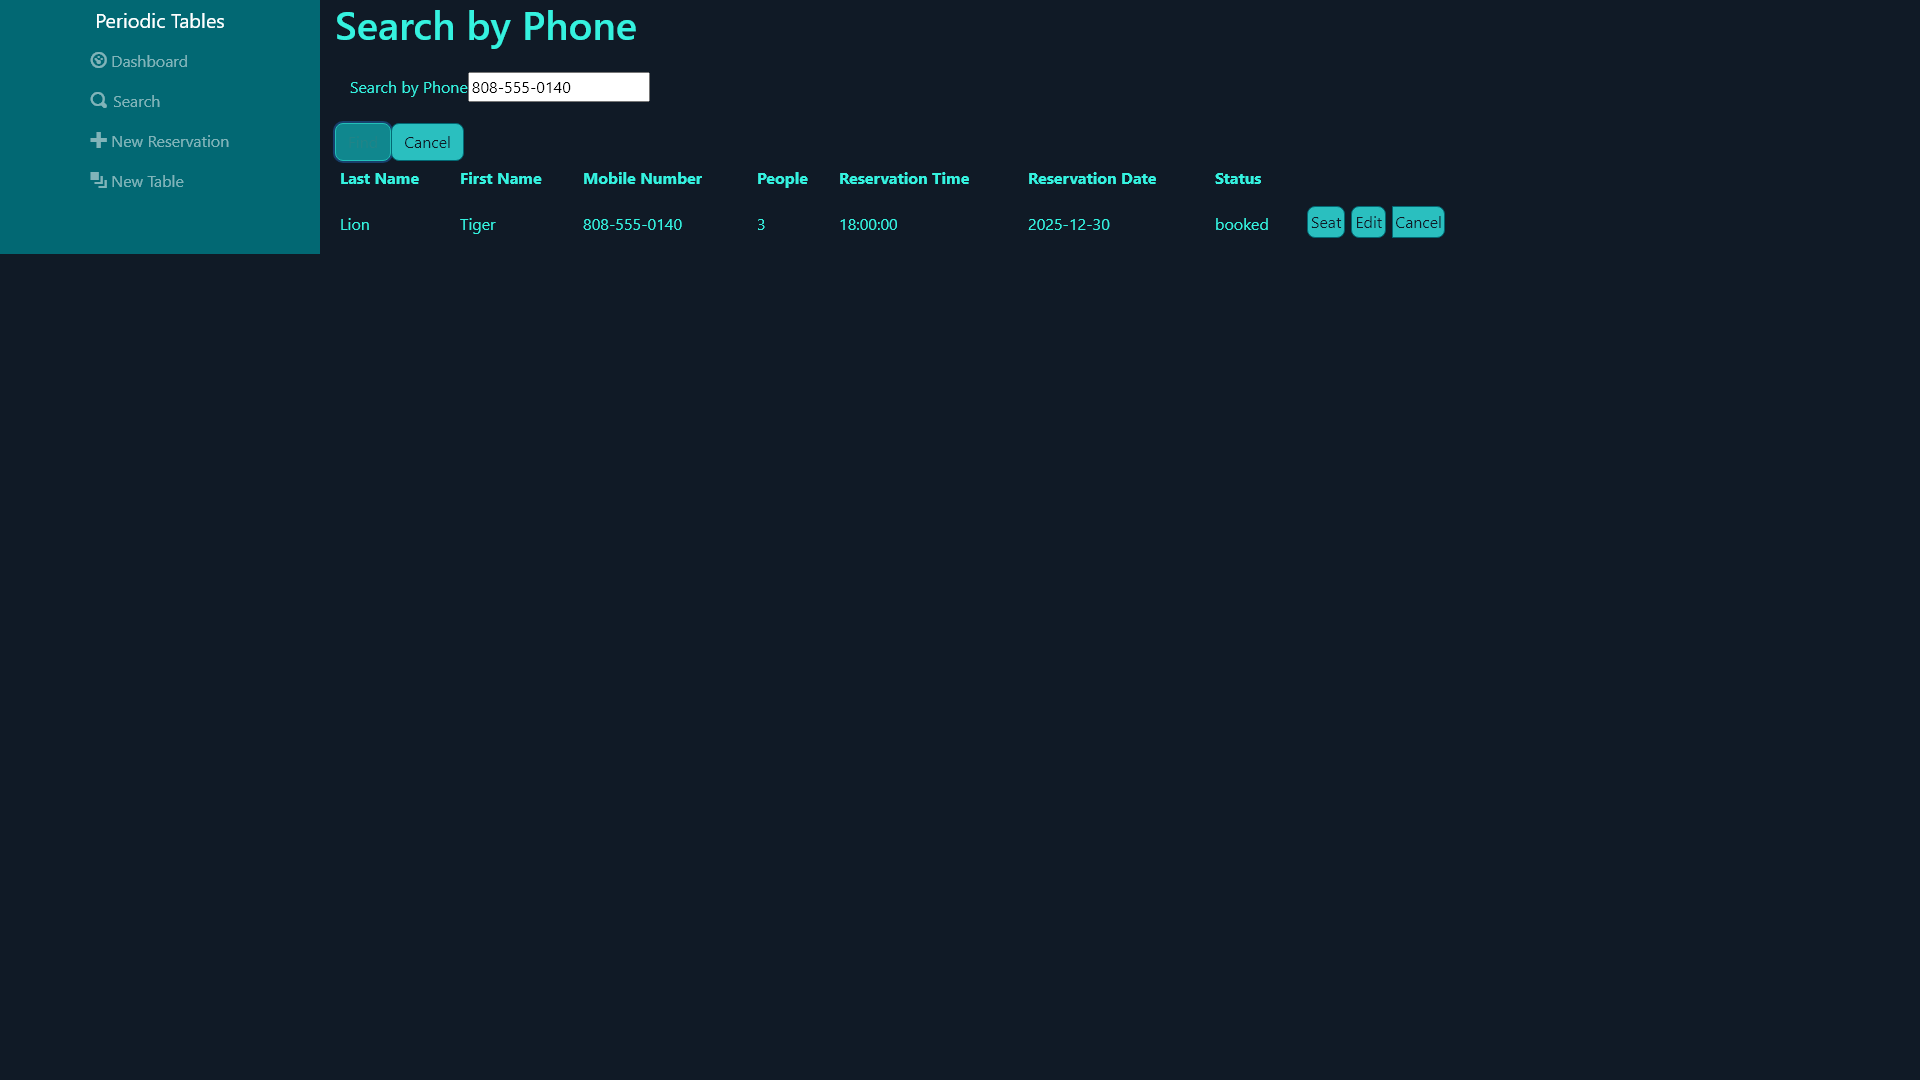 Periodic Tables
Dashboard
Search
New Reservation
New Table
Search by Phone
Search by Phone 808-555-0140
Cancel
Last Name First Name Mobile Number People Reservation Time Reservation Date Status
Lion Tiger 808-555-0140 3 18:00:00 2025-12-30 booked Seat Edit Cancel